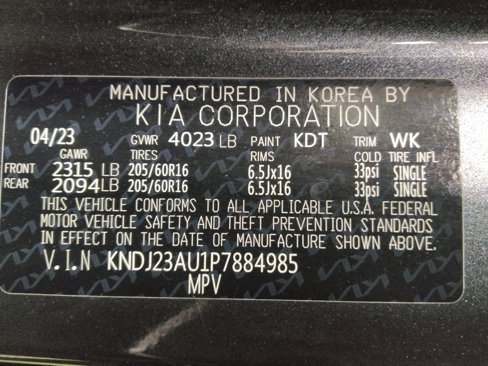 MANUFACTURED IN KOREA BY
KIA CORPORATION
04/23 GVWR 4023 LB PAINT KDT TRIM WK
GAWR TIRES RIMS COLD TIRE INFL
FRONT 2315 LB 205/60R16 6.5Jx16 33psi SINGLE
REAR 2094 LB 205/60R16 6.5Jx16 33psi SINGLE
THIS VEHICLE CONFORMS TO ALL APPLICABLE U.S.A. FEDERAL
MOTOR VEHICLE SAFETY AND THEFT PREVENTION STANDARDS
IN EFFECT ON THE DATE OF MANUFACTURE SHOWN ABOVE.
V.I.N KNDJ23AU1P7884985
MPV